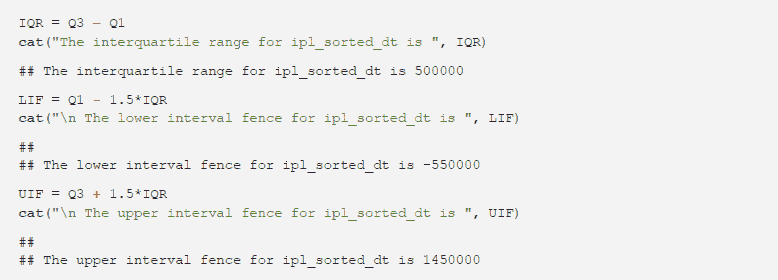 IQR = Q3 − Q1
cat("The interquartile range for ipl_sorted_dt is ", IQR)
## The interquartile range for ipl_sorted_dt is 500000
LIF = Q1 - 1.5*IQR
cat("\n The lower interval fence for ipl_sorted_dt is ", LIF)
##
## The lower interval fence for ipl_sorted_dt is -550000
UIF = Q3 + 1.5*IQR
cat("\n The upper interval fence for ipl_sorted_dt is ", UIF)
##
## The upper interval fence for ipl_sorted_dt is 1450000